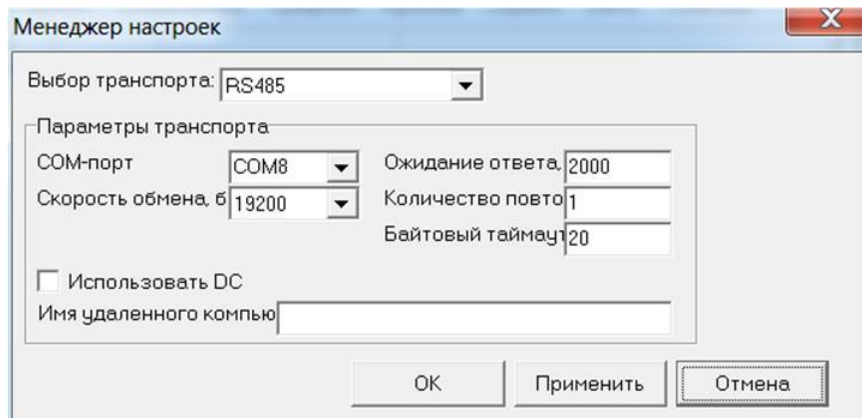 Менеджер настроек
Выбор транспорта: RS485
Параметры транспорта
COM-порт COM8 Ожидание ответа, 2000
Скорость обмена, б 19200 Количество повто 1
Байтовый таймаут 20
Использовать DC
Имя удаленного компью
OK Применить Отмена